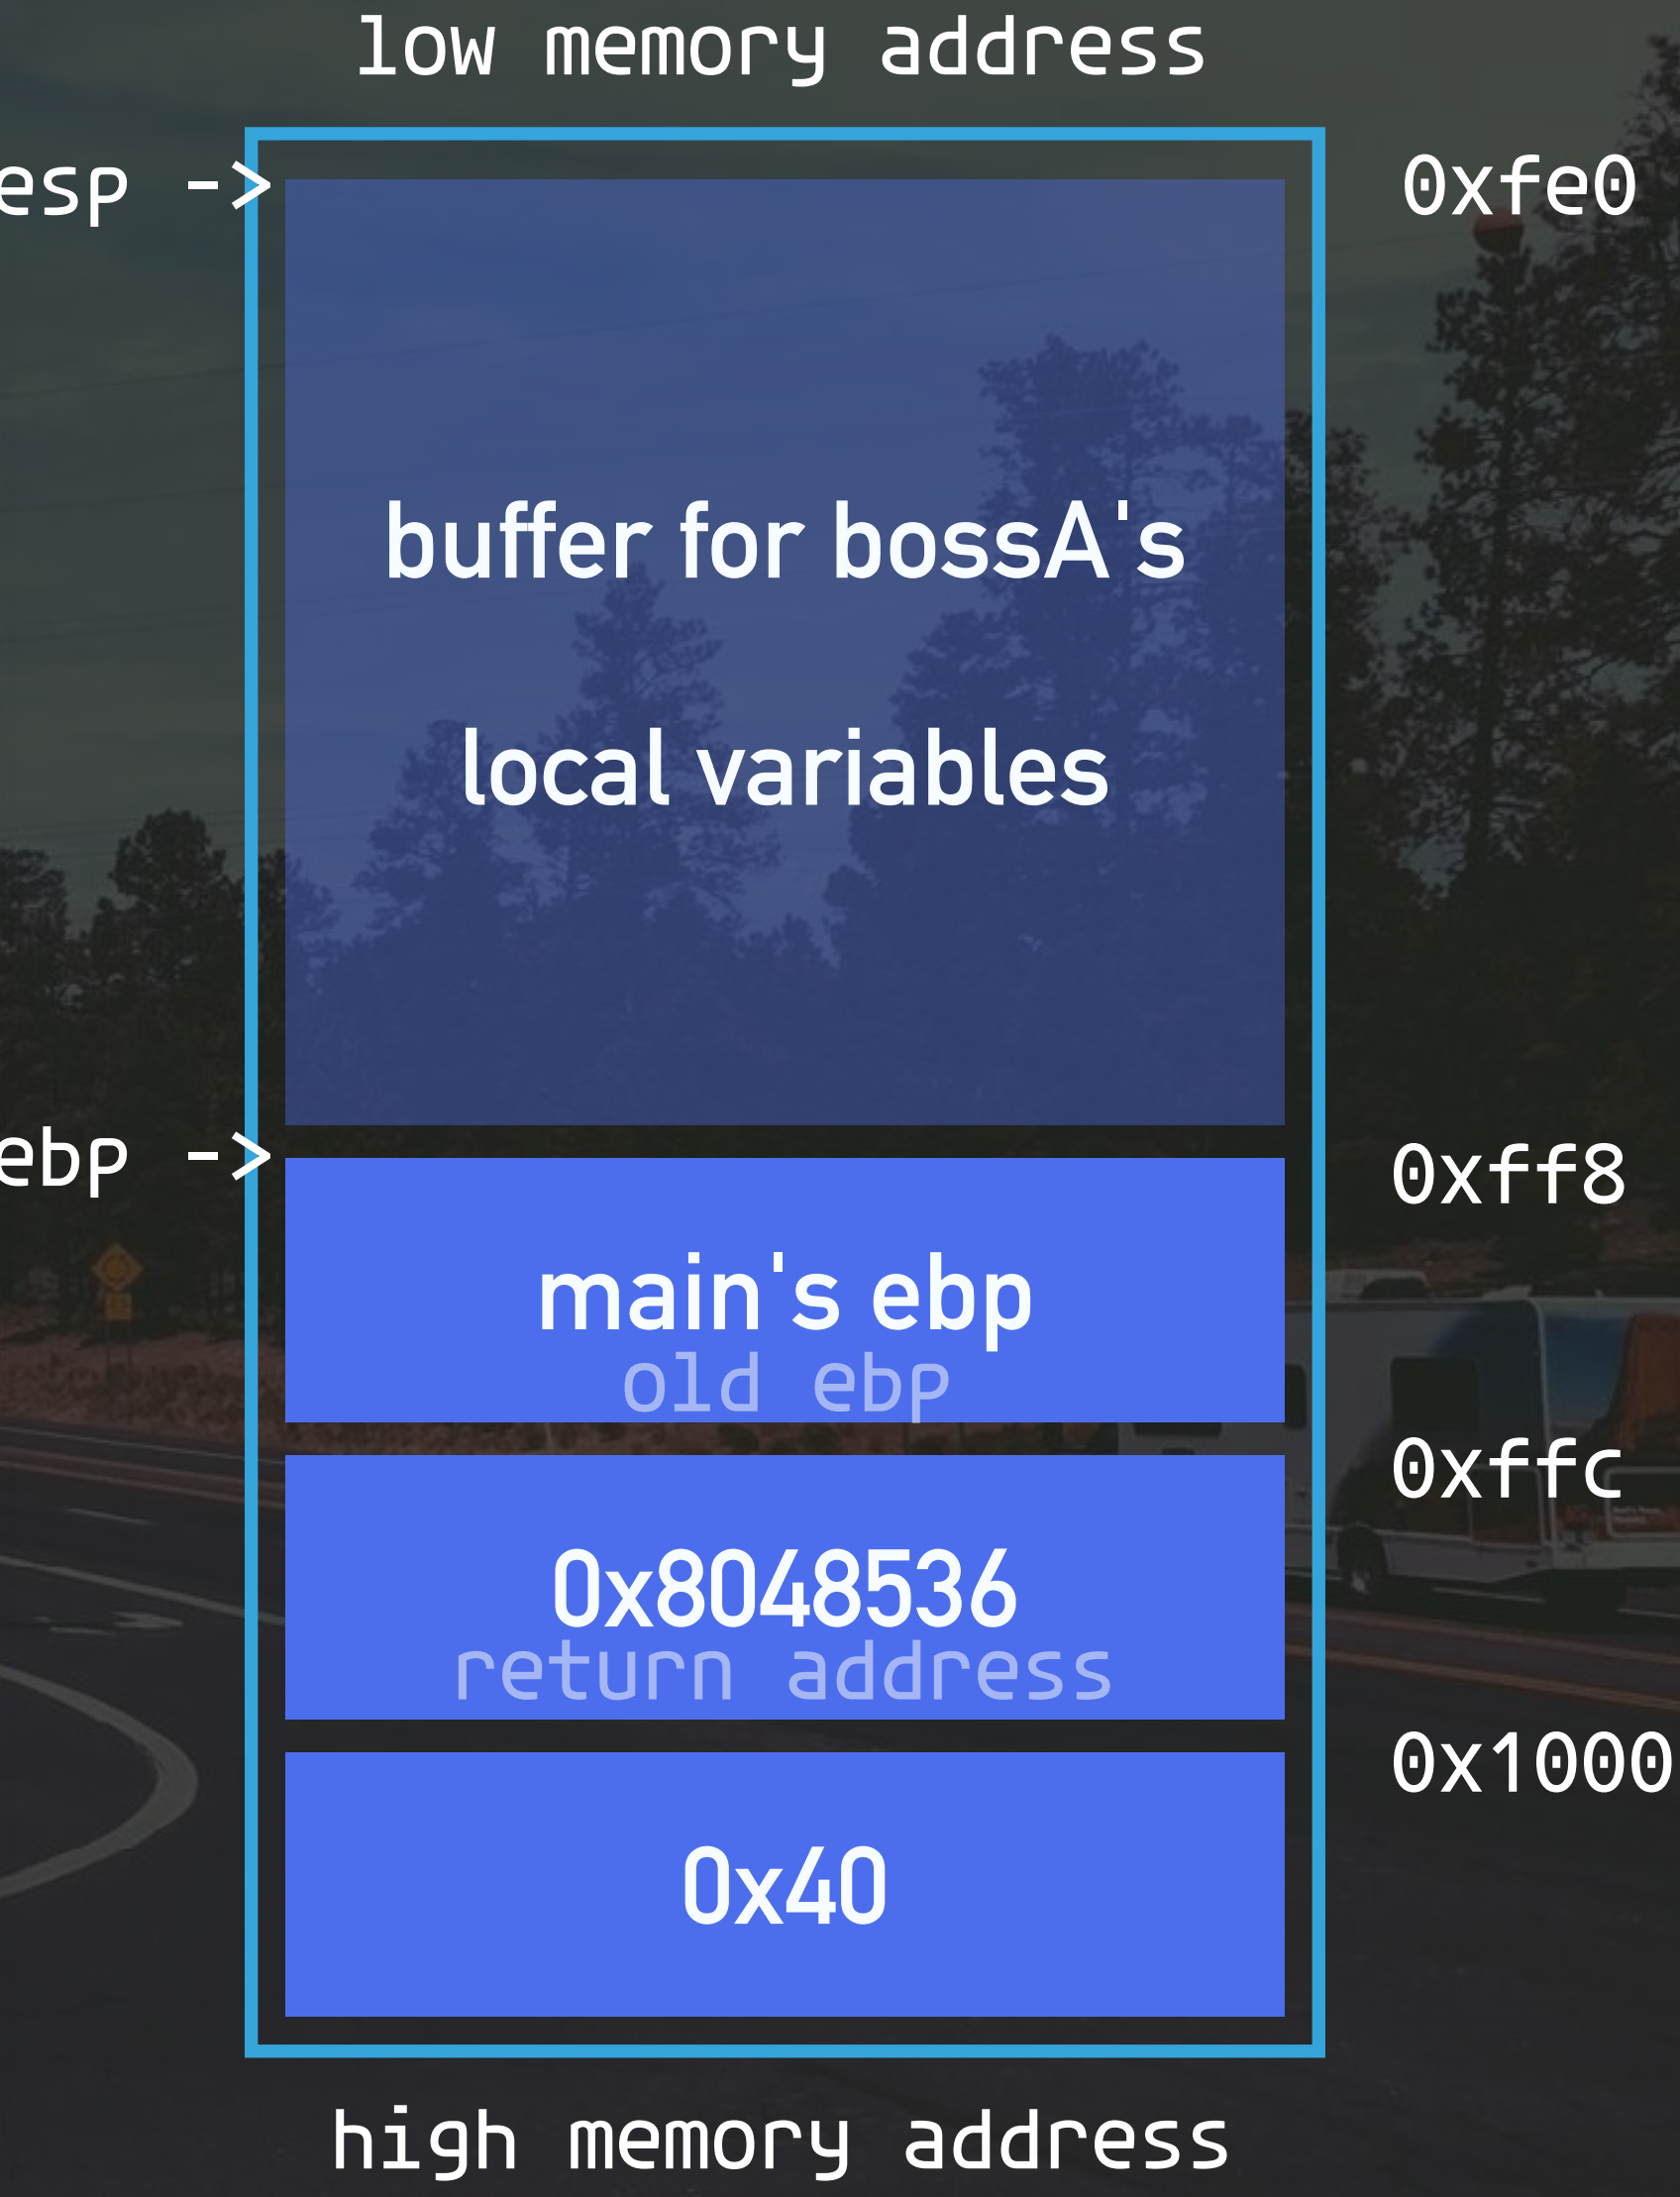 low memory address
esp -> 0xfe0
buffer for bossA's
local variables
ebp -> 0xff8
main's ebp
old ebp
0xffc
0x8048536
return address
0x1000
0x40
high memory address